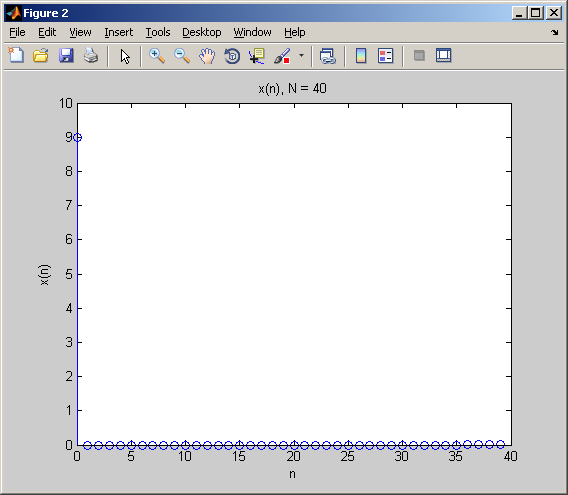 Figure 2
File Edit View Insert Tools Desktop Window Help
x(n), N = 40
10
9
8
7
6
5
4
3
2
1
0
x(n)
0 5 10 15 20 25 30 35 40
n